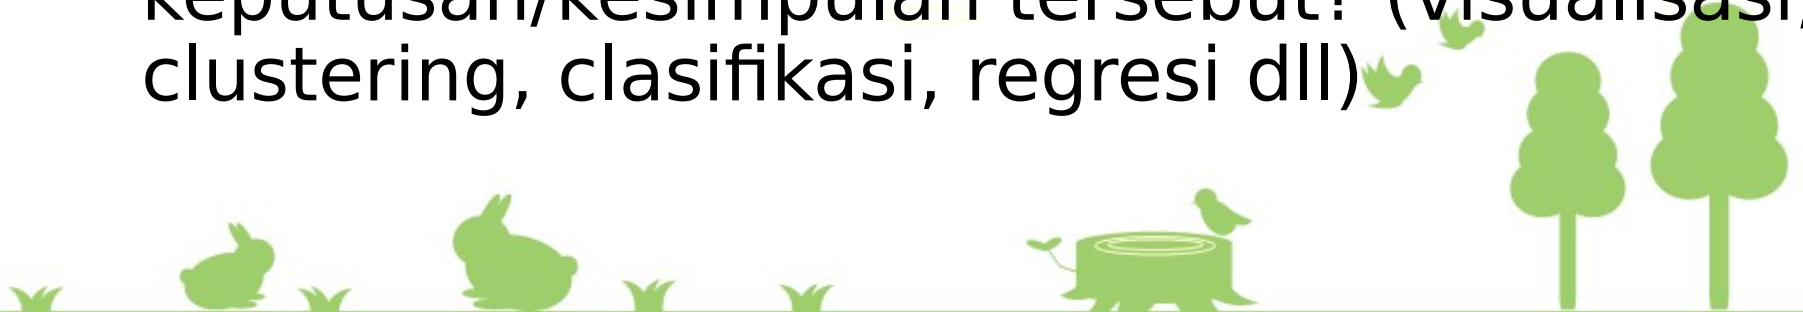 keputusan/kesimpulan tersebut? (visualisasi,
clustering, clasifikasi, regresi dll)